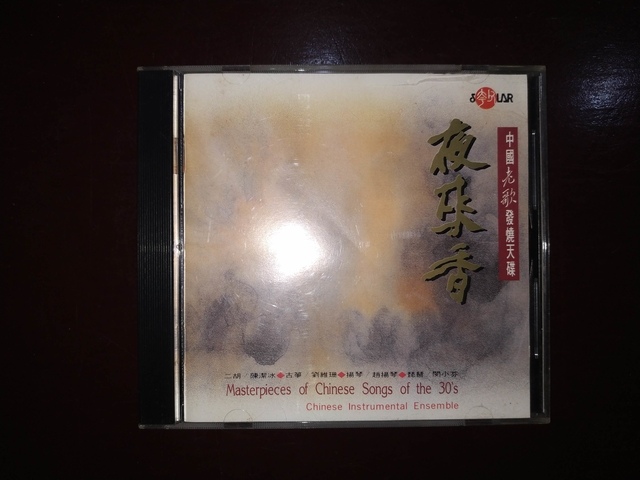 夜來香
中國老歌發燒天碟
二胡/陳潔冰◆古箏/劉維珊◆揚琴/趙揚琴◆琵琶/閔小芬
Masterpieces of Chinese Songs of the 30's
Chinese Instrumental Ensemble